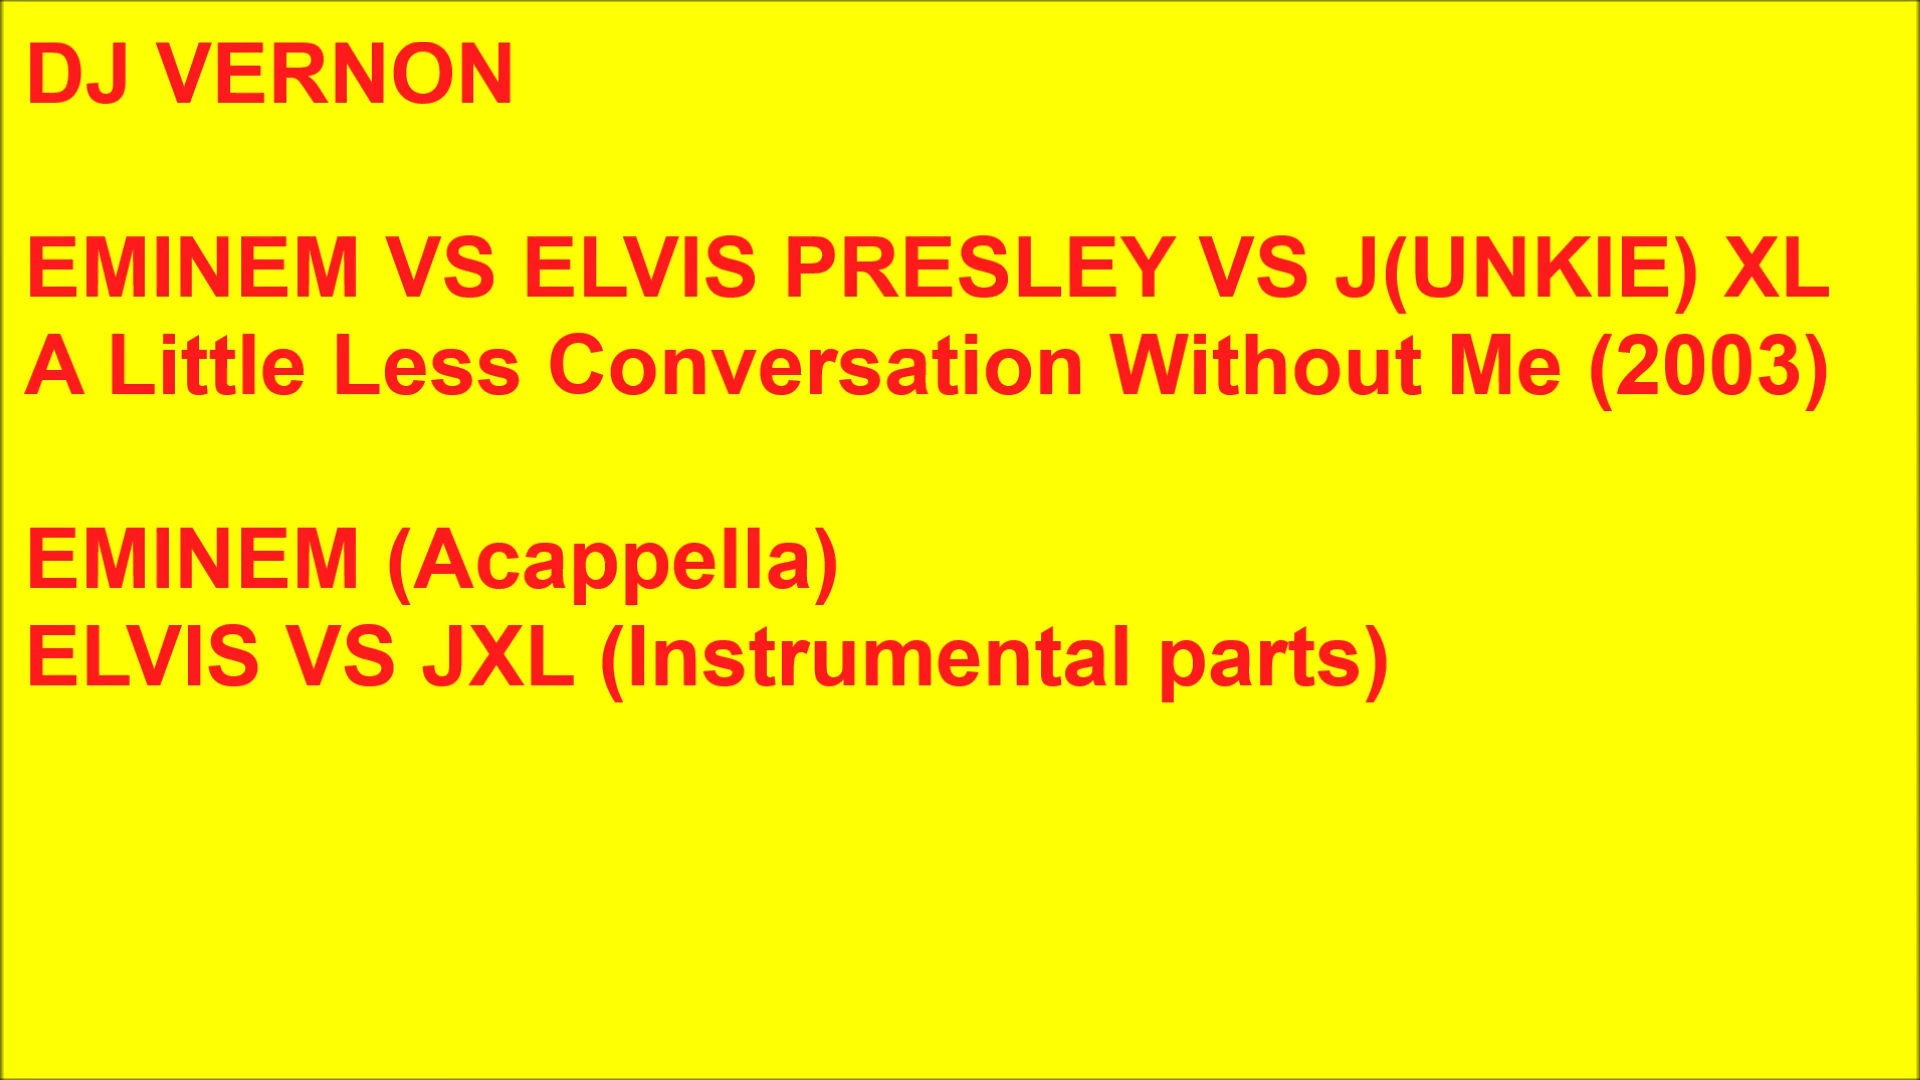 DJ VERNON
EMINEM VS ELVIS PRESLEY VS J(UNKIE) XL
A Little Less Conversation Without Me (2003)
EMINEM (Acappella)
ELVIS VS JXL (Instrumental parts)